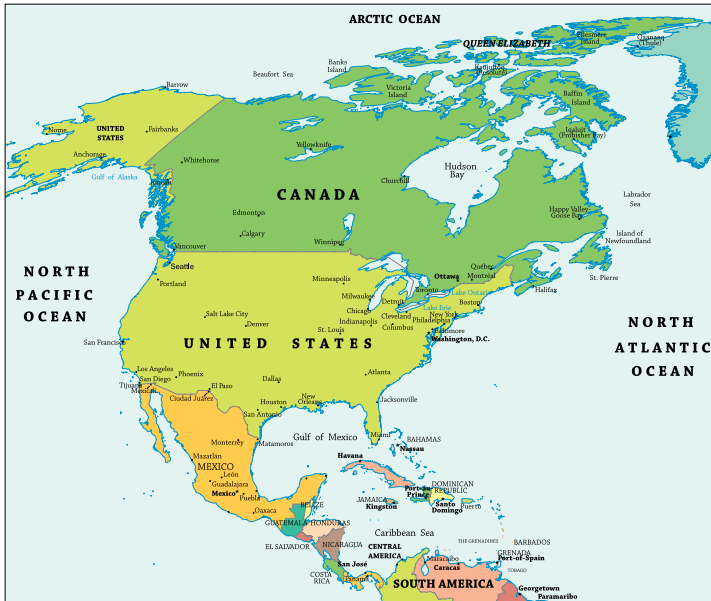 ARCTIC OCEAN
QUEEN ELIZABETH
Ellesmere
Island
Qaanaaq
(Thule)
Banks
Island
Beaufort Sea
(Resolute)
Barrow
Victoria
Island
Baffin
Island
Nome
UNITED
STATES
Fairbanks
Iqaluit
(Frobisher Bay)
Yellowknife
Anchorage
Whitehorse
Hudson
Bay
Gulf of Alaska
Juneau
Churchill
CANADA
Labrador
Sea
Edmonton
Happy Valley-
Goose Bay
Calgary
Winnipeg
Vancouver
Island of
Newfoundland
NORTH
PACIFIC
OCEAN
Seattle
Portland
Minneapolis
Ottawa
Québec
Montréal
St. Pierre
Toronto
Lake Ontario
Halifax
Milwaukee
Detroit
Boston
Chicago
Lake Erie
Salt Lake City
Denver
Indianapolis
Cleveland
New York
Philadelphia
St. Louis
Columbus
Baltimore
San Francisco
UNITED STATES
Washington, D.C.
NORTH
ATLANTIC
OCEAN
Los Angeles
Phoenix
San Diego
Dallas
Atlanta
Tijuana
Mexicali
El Paso
Ciudad Juárez
Houston
New
Orleans
Jacksonville
San Antonio
Monterrey
Matamoros
Gulf of Mexico
Miami
BAHAMAS
Nassau
Mazatlán
MEXICO
Havana
León
Guadalajara
Mexico
Puebla
Oaxaca
BELIZE
JAMAICA
Kingston
Port-au-
Prince
DOMINICAN
REPUBLIC
Santo
Domingo
Puerto
GUATEMALA
HONDURAS
Caribbean Sea
EL SALVADOR
NICARAGUA
CENTRAL
AMERICA
THE GRENADINES
BARBADOS
GRENADA
San José
COSTA
RICA
Panama
Maracaibo
Caracas
Port-of-Spain
TOBAGO
SOUTH AMERICA
Georgetown
Paramaribo